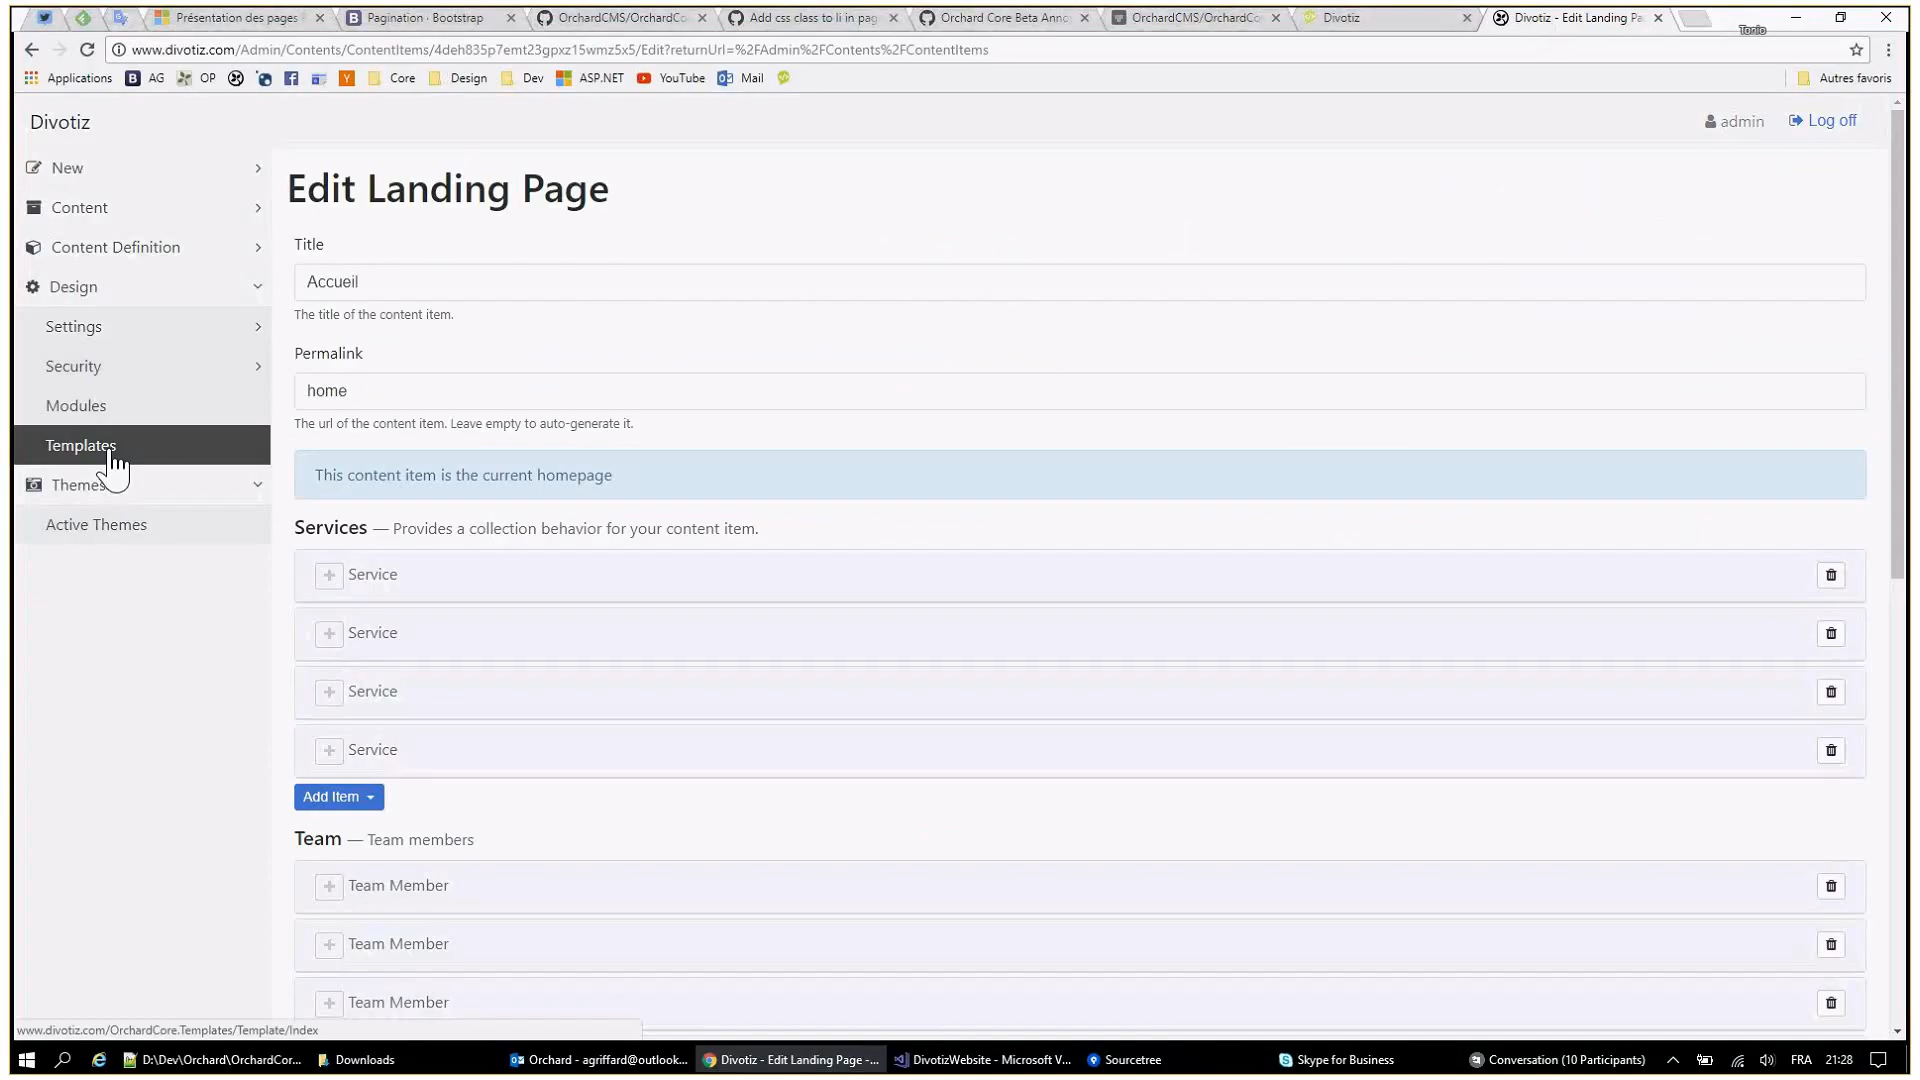 Présentation des pages
Pagination · Bootstrap
OrchardCMS/OrchardCo
Add css class to li in pag
Orchard Core Beta Anno
OrchardCMS/OrchardCo
Divotiz
Divotiz - Edit Landing Pa
Tonio
www.divotiz.com/Admin/Contents/ContentItems/4deh835p7emt23gpxz15wmz5x5/Edit?returnUrl=%2FAdmin%2FContents%2FContentItems
Applications
AG
OP
Core
Design
Dev
ASP.NET
YouTube
Mail
Autres favoris
Divotiz
admin
Log off
New
Content
Content Definition
Design
Settings
Security
Modules
Templates
Themes
Active Themes
Edit Landing Page
Title
Accueil
The title of the content item.
Permalink
home
The url of the content item. Leave empty to auto-generate it.
This content item is the current homepage
Services — Provides a collection behavior for your content item.
Service
Service
Service
Service
Add Item
Team — Team members
Team Member
Team Member
Team Member
www.divotiz.com/OrchardCore.Templates/Template/Index
D:\Dev\Orchard\OrchardCor...
Downloads
Orchard - agriffard@outlook...
Divotiz - Edit Landing Page -...
DivotizWebsite - Microsoft V...
Sourcetree
Skype for Business
Conversation (10 Participants)
FRA
21:28